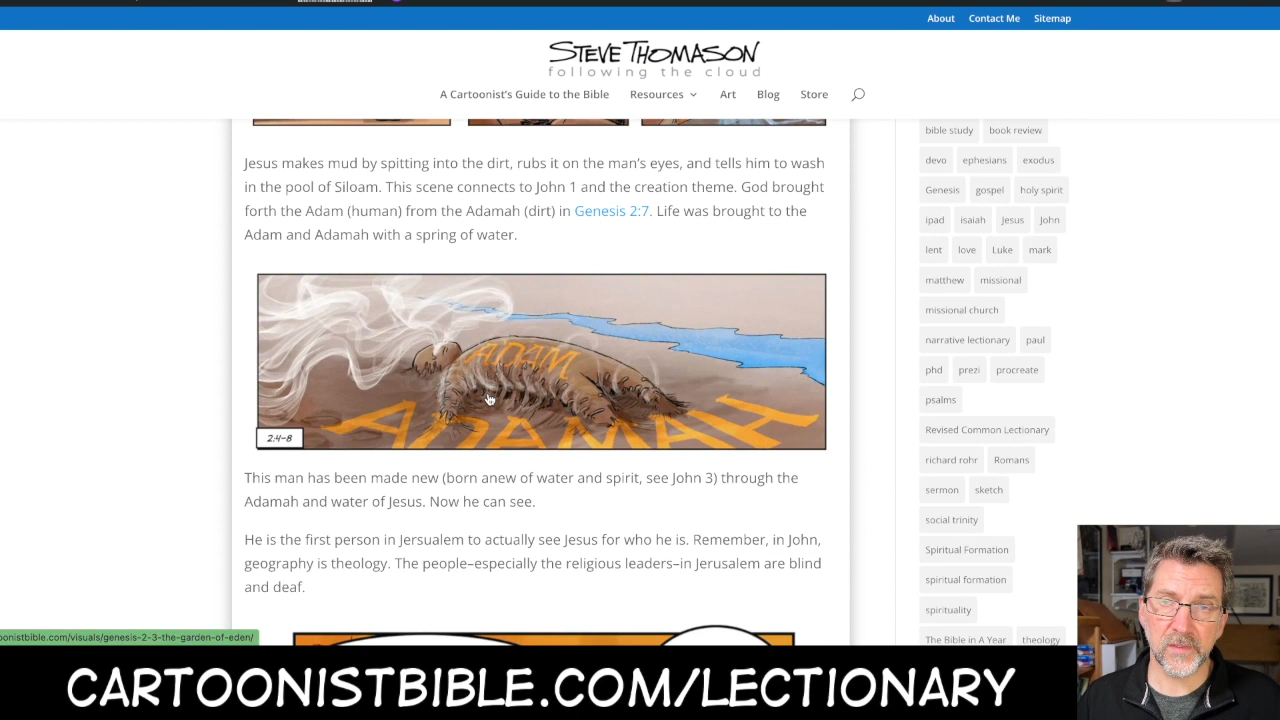 About Contact Me Sitemap
STEVE THOMASON
following the cloud
A Cartoonist's Guide to the Bible Resources Art Blog Store
Jesus makes mud by spitting into the dirt, rubs it on the man's eyes, and tells him to wash
in the pool of Siloam. This scene connects to John 1 and the creation theme. God brought
forth the Adam (human) from the Adamah (dirt) in Genesis 2:7. Life was brought to the
Adam and Adamah with a spring of water.
ADAM
ADAMAH
2:4-8
This man has been made new (born anew of water and spirit, see John 3) through the
Adamah and water of Jesus. Now he can see.
He is the first person in Jersualem to actually see Jesus for who he is. Remember, in John,
geography is theology. The people–especially the religious leaders–in Jerusalem are blind
and deaf.
bible study book review
devo ephesians exodus
Genesis gospel holy spirit
ipad isaiah Jesus John
lent love Luke mark
matthew missional
missional church
narrative lectionary paul
phd prezi procreate
psalms
Revised Common Lectionary
richard rohr Romans
sermon sketch
social trinity
Spiritual Formation
spiritual formation
spirituality
The Bible in A Year theology
oonistbible.com/visuals/genesis-2-3-the-garden-of-eden/
CARTOONISTBIBLE.COM/LECTIONARY